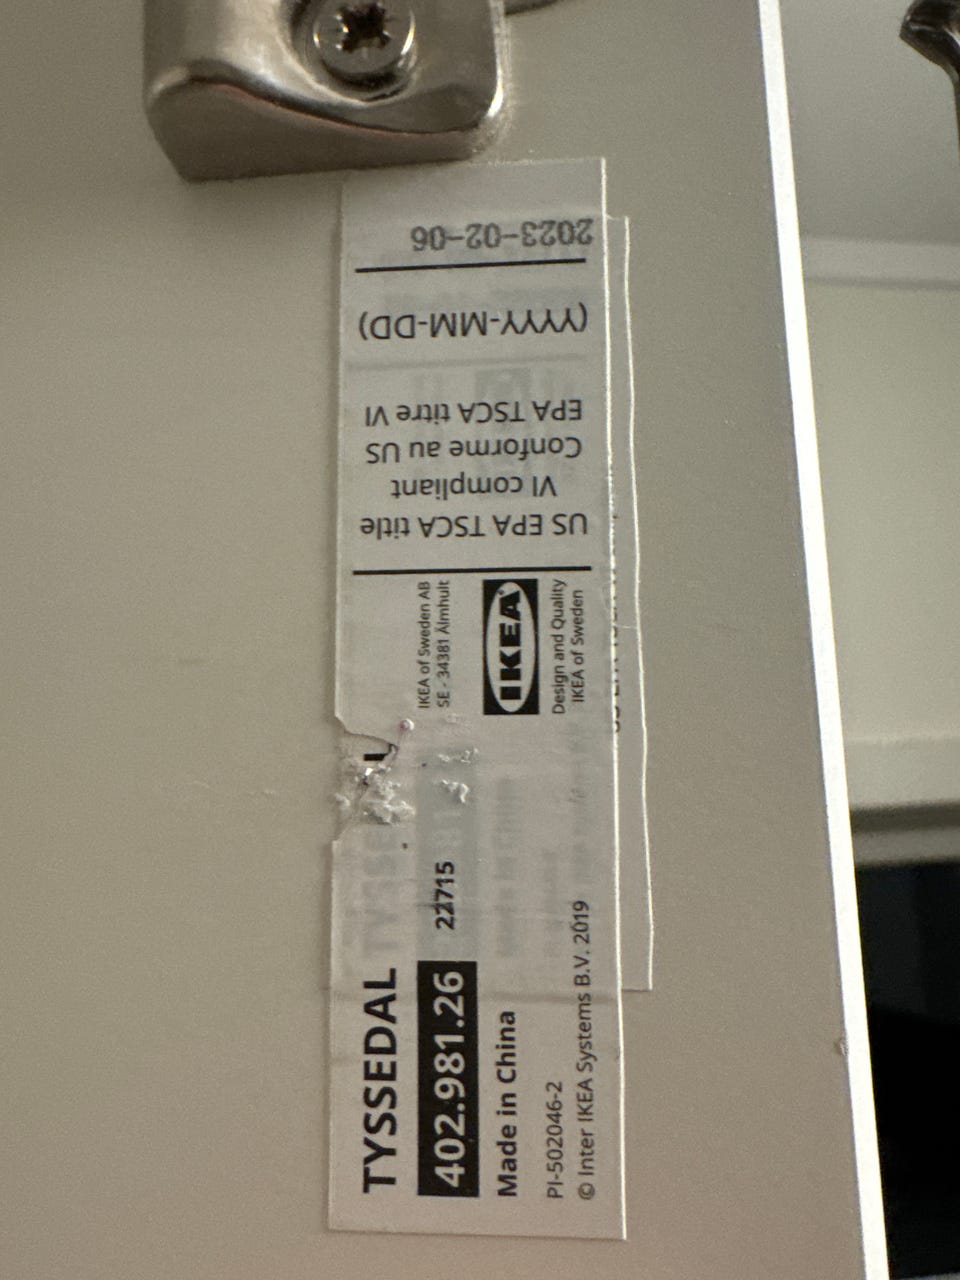 TYSSEDAL
402.981.26 22715
Made in China
PI-502046-2
© Inter IKEA Systems B.V. 2019
IKEA of Sweden AB
SE - 34381 Älmhult
IKEA®
Design and Quality
IKEA of Sweden
US EPA TSCA title
VI compliant
Conforme au US
EPA TSCA titre VI
(YYYY-MM-DD)
2023-02-06